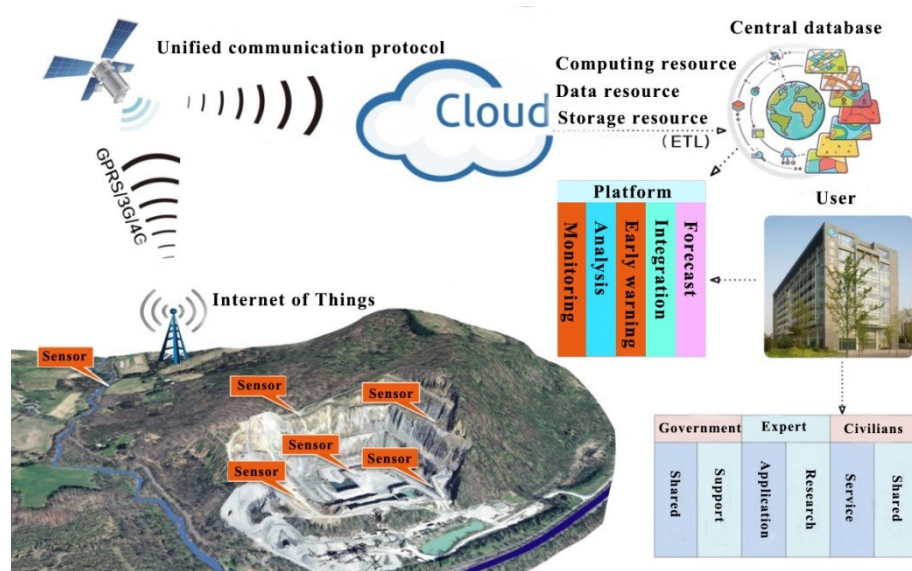 Unified communication protocol
Central database
Cloud
Computing resource
Data resource
Storage resource
(ETL)
GPRS/3G/4G
Platform
Monitoring
Analysis
Early warning
Integration
Forecast
User
Internet of Things
Sensor
Sensor
Sensor
Sensor
Sensor
Sensor
Government
Expert
Civilians
Shared
Support
Application
Research
Service
Shared